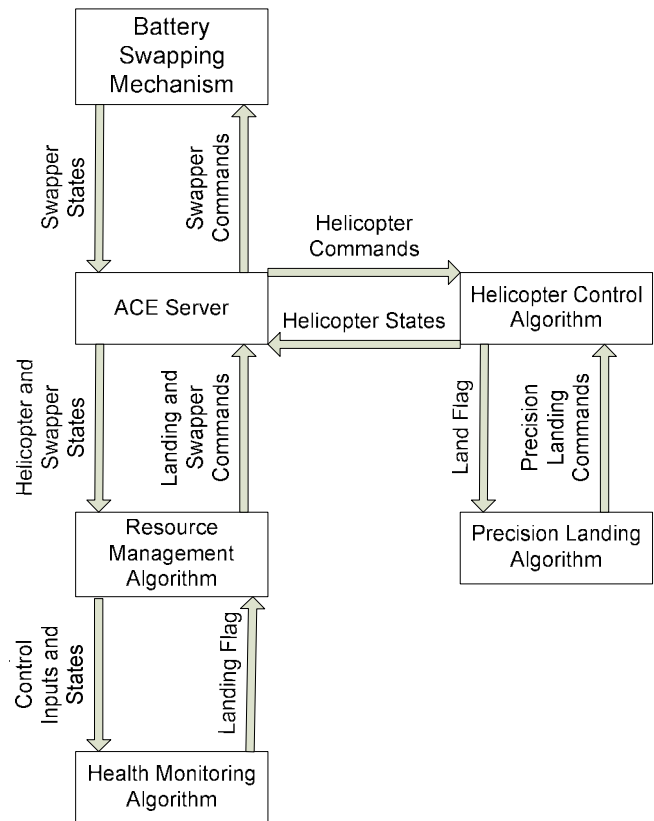 Battery
Swapping
Mechanism
Swapper
States
Swapper
Commands
Helicopter
Commands
ACE Server
Helicopter States
Helicopter Control
Algorithm
Helicopter and
Swapper
States
Landing and
Swapper
Commands
Land Flag
Precision
Landing
Commands
Resource
Management
Algorithm
Precision Landing
Algorithm
Control
Inputs and
States
Landing Flag
Health Monitoring
Algorithm